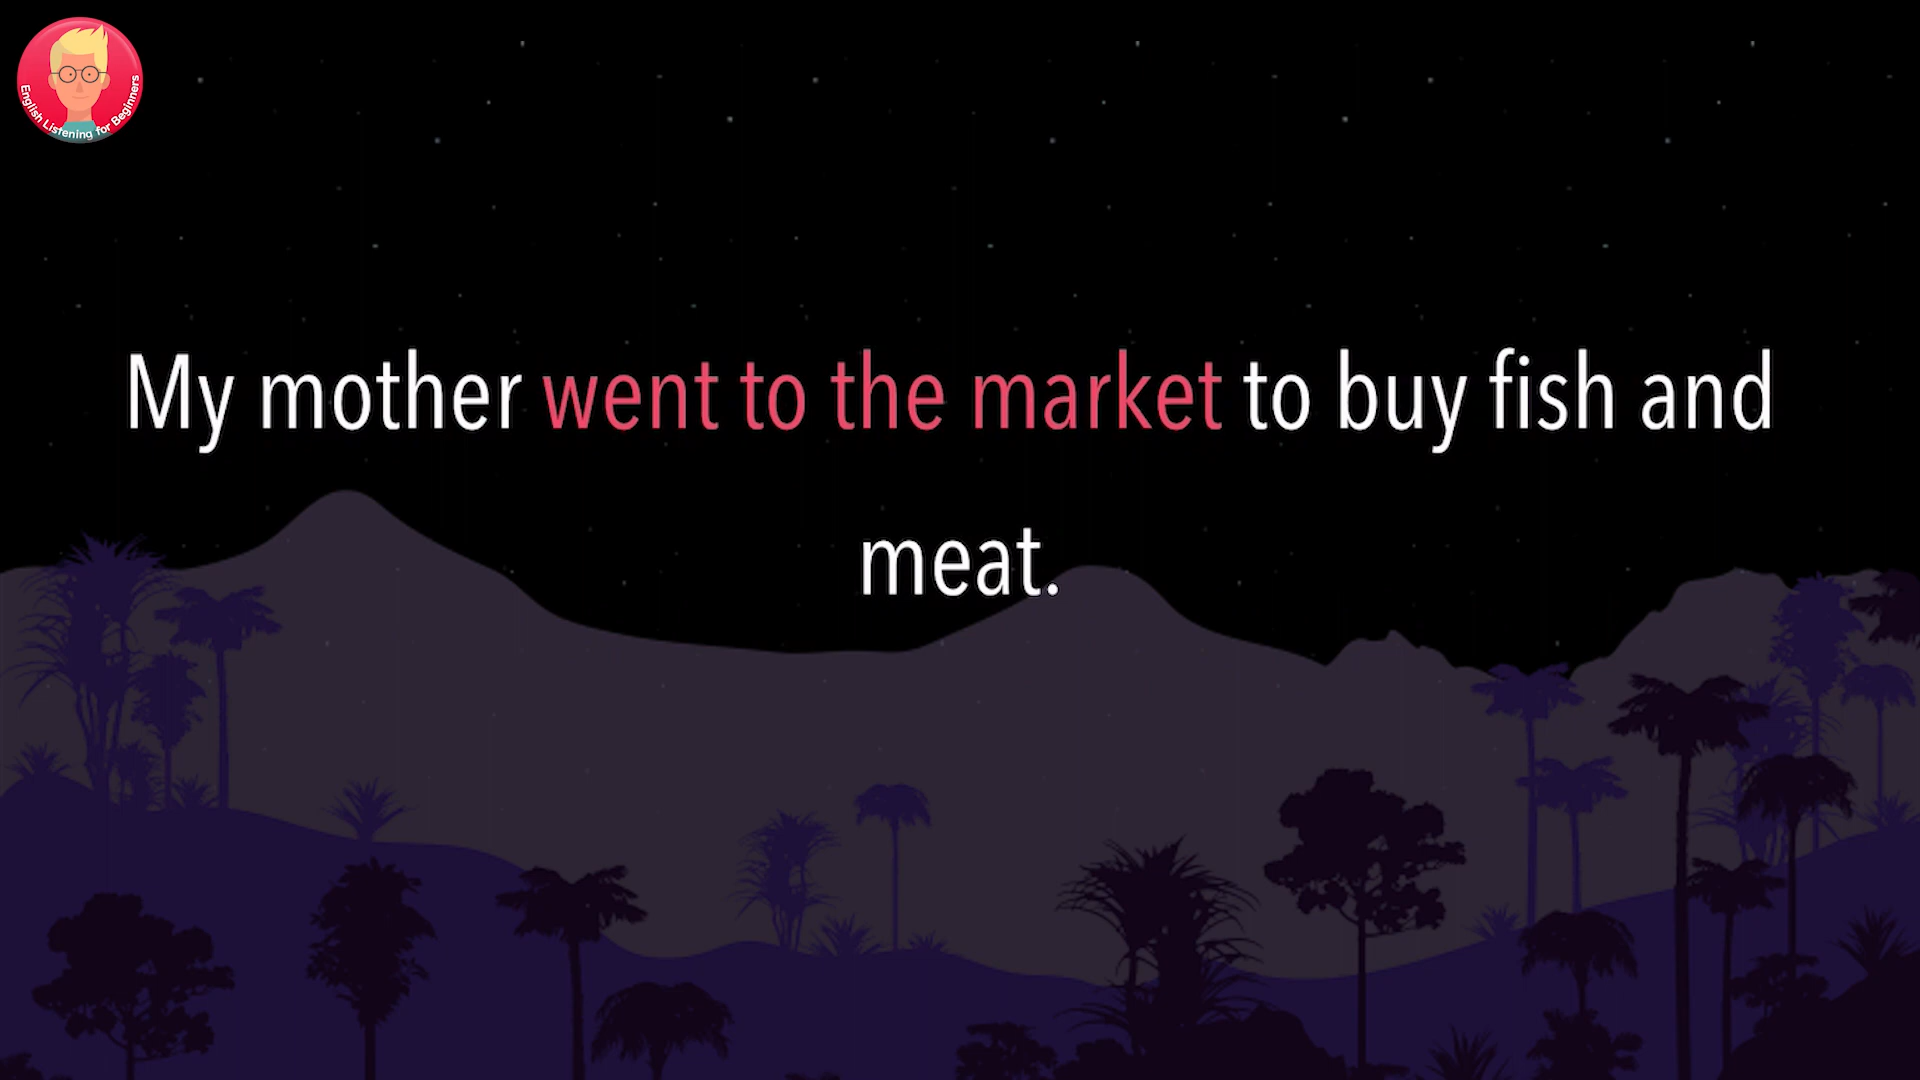 English Listening for Beginners
My mother went to the market to buy fish and
meat.